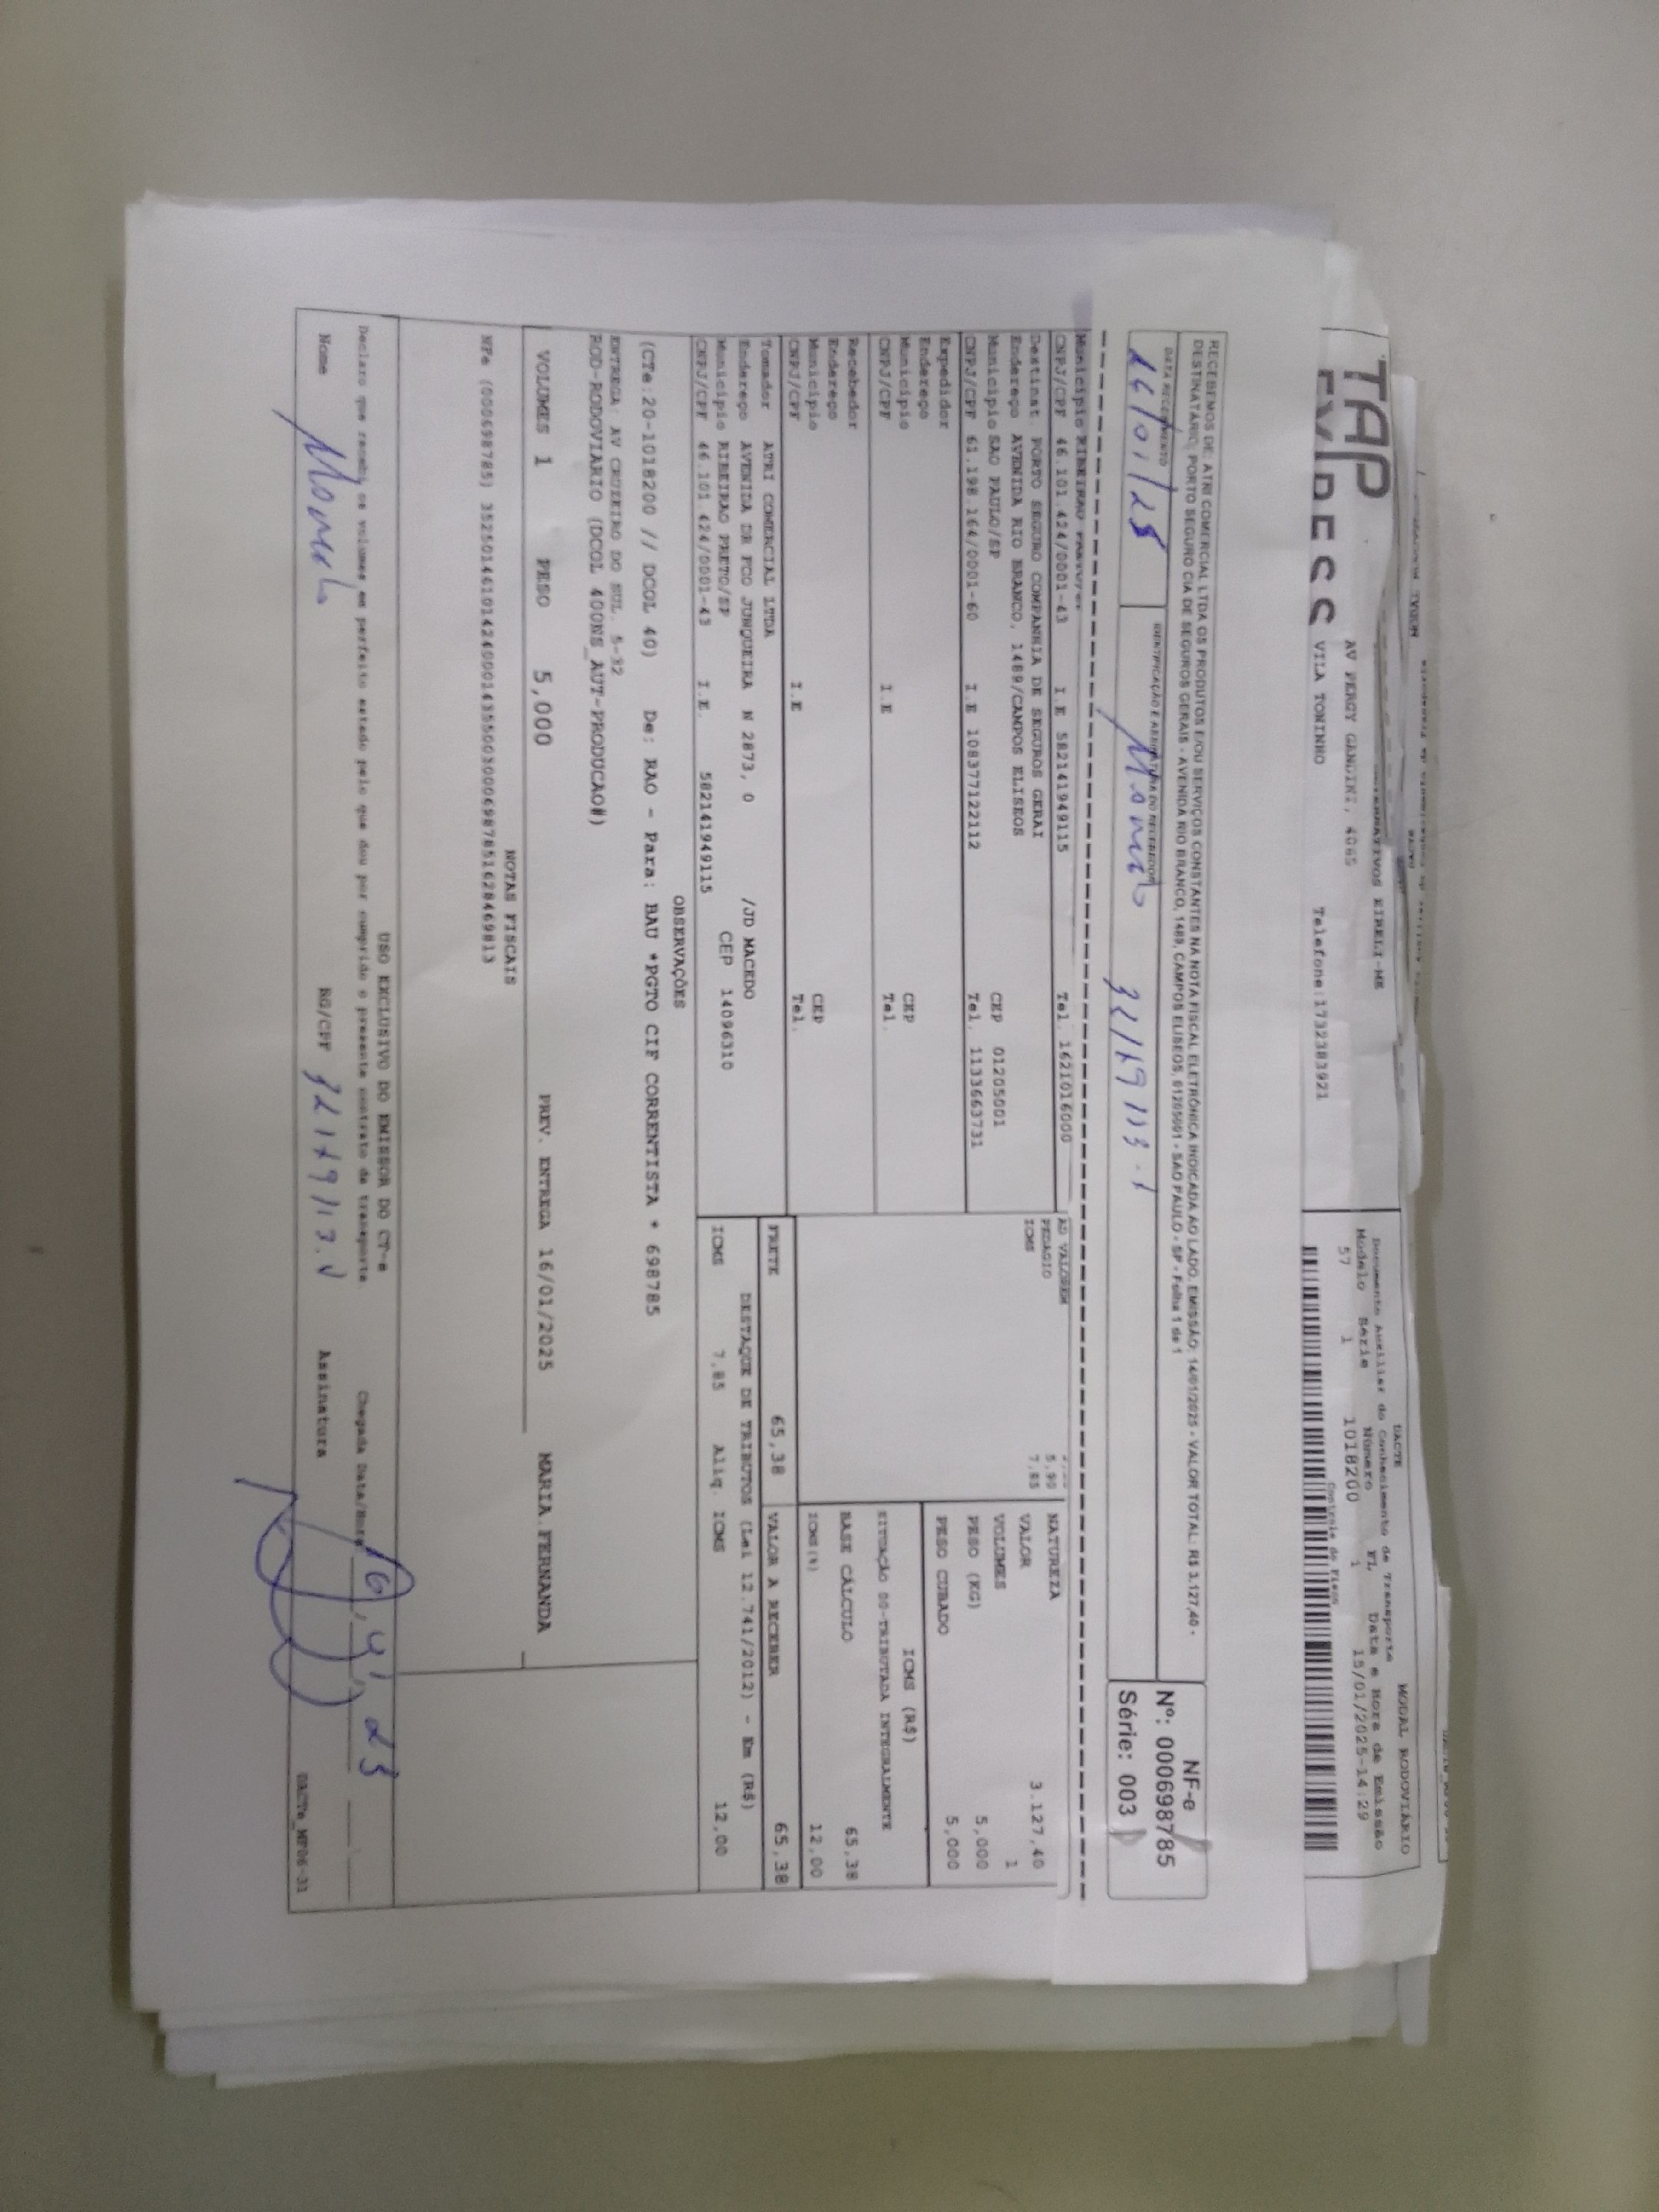 TAP
EXPRESS
AV PERCY GANDINI, 4065
VILA TONINHO
Telefone:1732383921
DACTE
MODAL RODOVIÁRIO
Documento Auxiliar do Conhecimento de Transporte
Modelo Série Número FL Data e Hora de Emissão
57 1 1018200 1 15/01/2025-14:29
Controle do Fisco
RECEBEMOS DE: ATRI COMERCIAL LTDA OS PRODUTOS E/OU SERVIÇOS CONSTANTES NA NOTA FISCAL ELETRÔNICA INDICADA AO LADO. EMISSÃO: 14/01/2025 - VALOR TOTAL: R$ 3.127,40 -
DESTINATÁRIO: PORTO SEGURO CIA DE SEGUROS GERAIS - AVENIDA RIO BRANCO, 1489, CAMPOS ELISEOS, 01205001 - SAO PAULO - SP - Folha 1 de 1
DATA RECEBIMENTO
IDENTIFICAÇÃO E ASSINATURA DO RECEBEDOR
NF-e
Nº: 000698785
Série: 003
CNPJ/CPF 46.101.424/0001-43 I.E 582141949115 Tel. 1621016000
Destinat. PORTO SEGURO COMPANHIA DE SEGUROS GERAI
Endereço AVENIDA RIO BRANCO, 1489/CAMPOS ELISEOS
Município SAO PAULO/SP CEP 01205001
CNPJ/CPF 61.198.164/0001-60 I.E 108377122112 Tel. 1133663731
Expedidor
Endereço
Município CEP
CNPJ/CPF I.E Tel.
Recebedor
Endereço
Município CEP
CNPJ/CPF I.E Tel.
Tomador ATRI COMERCIAL LTDA
Endereço AVENIDA DR FCO JUNQUEIRA N 2873, 0 /JD MACEDO
Município RIBEIRAO PRETO/SP CEP 14096310
CNPJ/CPF 46.101.424/0001-43 I.E. 582141949115
AD VALOREM
PEDAGIO 5,90
ICMS 7,85
NATUREZA
VALOR 3.127,40
VOLUMES 1
PESO (KG) 5,000
PESO CUBADO 5,000
ICMS (R$)
SITUAÇÃO 00-TRIBUTADA INTEGRALMENTE
BASE CÁLCULO 65,38
ICMS(%) 12,00
FRETE 65,38 VALOR A RECEBER 65,38
DESTAQUE DE TRIBUTOS (Lei 12.741/2012) - Em (R$)
ICMS 7,85 Aliq. ICMS 12,00
OBSERVAÇÕES
(CTe:20-1018200 // DCOL 40) De: RAO - Para: BAU *PGTO CIF CORRENTISTA * 698785
ENTREGA: AV CRUZEIRO DO SUL. 5-32
ROD-RODOVIARIO (DCOL 40ONS_AUT-PRODUCAO#)
VOLUMES 1 PESO 5,000 PREV. ENTREGA 16/01/2025 MARIA.FERNANDA
NOTAS FISCAIS
USO EXCLUSIVO DO EMISSOR DO CT-e
Declaro que recebi os volumes em perfeito estado pelo que dou por cumprido o presente contrato de transporte. Chegada Data/Hora
Nome RG/CPF Assinatura